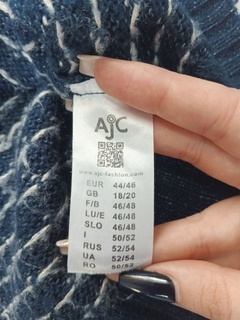 AjC
www.ajc-fashion.com
EUR 44/46
GB 18/20
F/B 46/48
LU/E 46/48
SLO 46/48
I 50/52
RUS 52/54
UA 52/54
RO 50/52